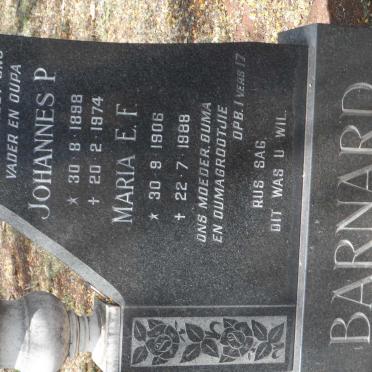 VADER EN OUPA
JOHANNES P
* 30·8·1898
+ 20·2·1974
MARIA E. F.
* 30·9·1906
+ 22·7·1988
ONS MOEDER. OUMA
EN OUMAGROOTJIE
OPB. 1 VERS 17
RUS SAG
DIT WAS U WIL
BARNARD